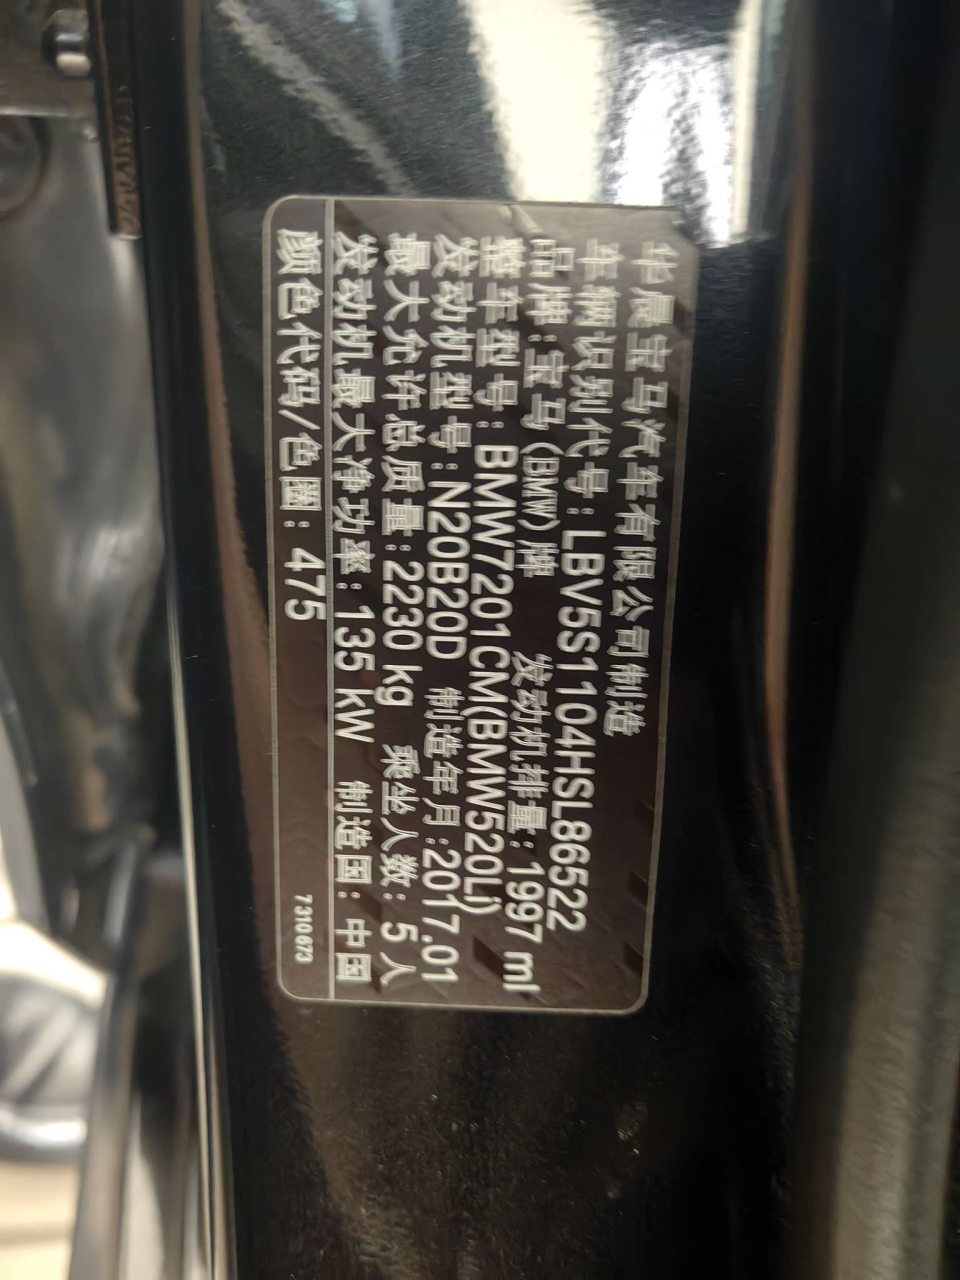 华晨宝马汽车有限公司制造
车辆识别代号：LBV5S1104HSL86522
品牌：宝马（BMW）牌 发动机排量：1997 ml
整车型号：BMW7201CM(BMW520Li)
发动机型号：N20B20D 制造年月：2017.01
最大允许总质量：2230 kg 乘坐人数：5人
发动机最大净功率：135 kW 制造国：中国
颜色代码/色圈：475
7 310 673